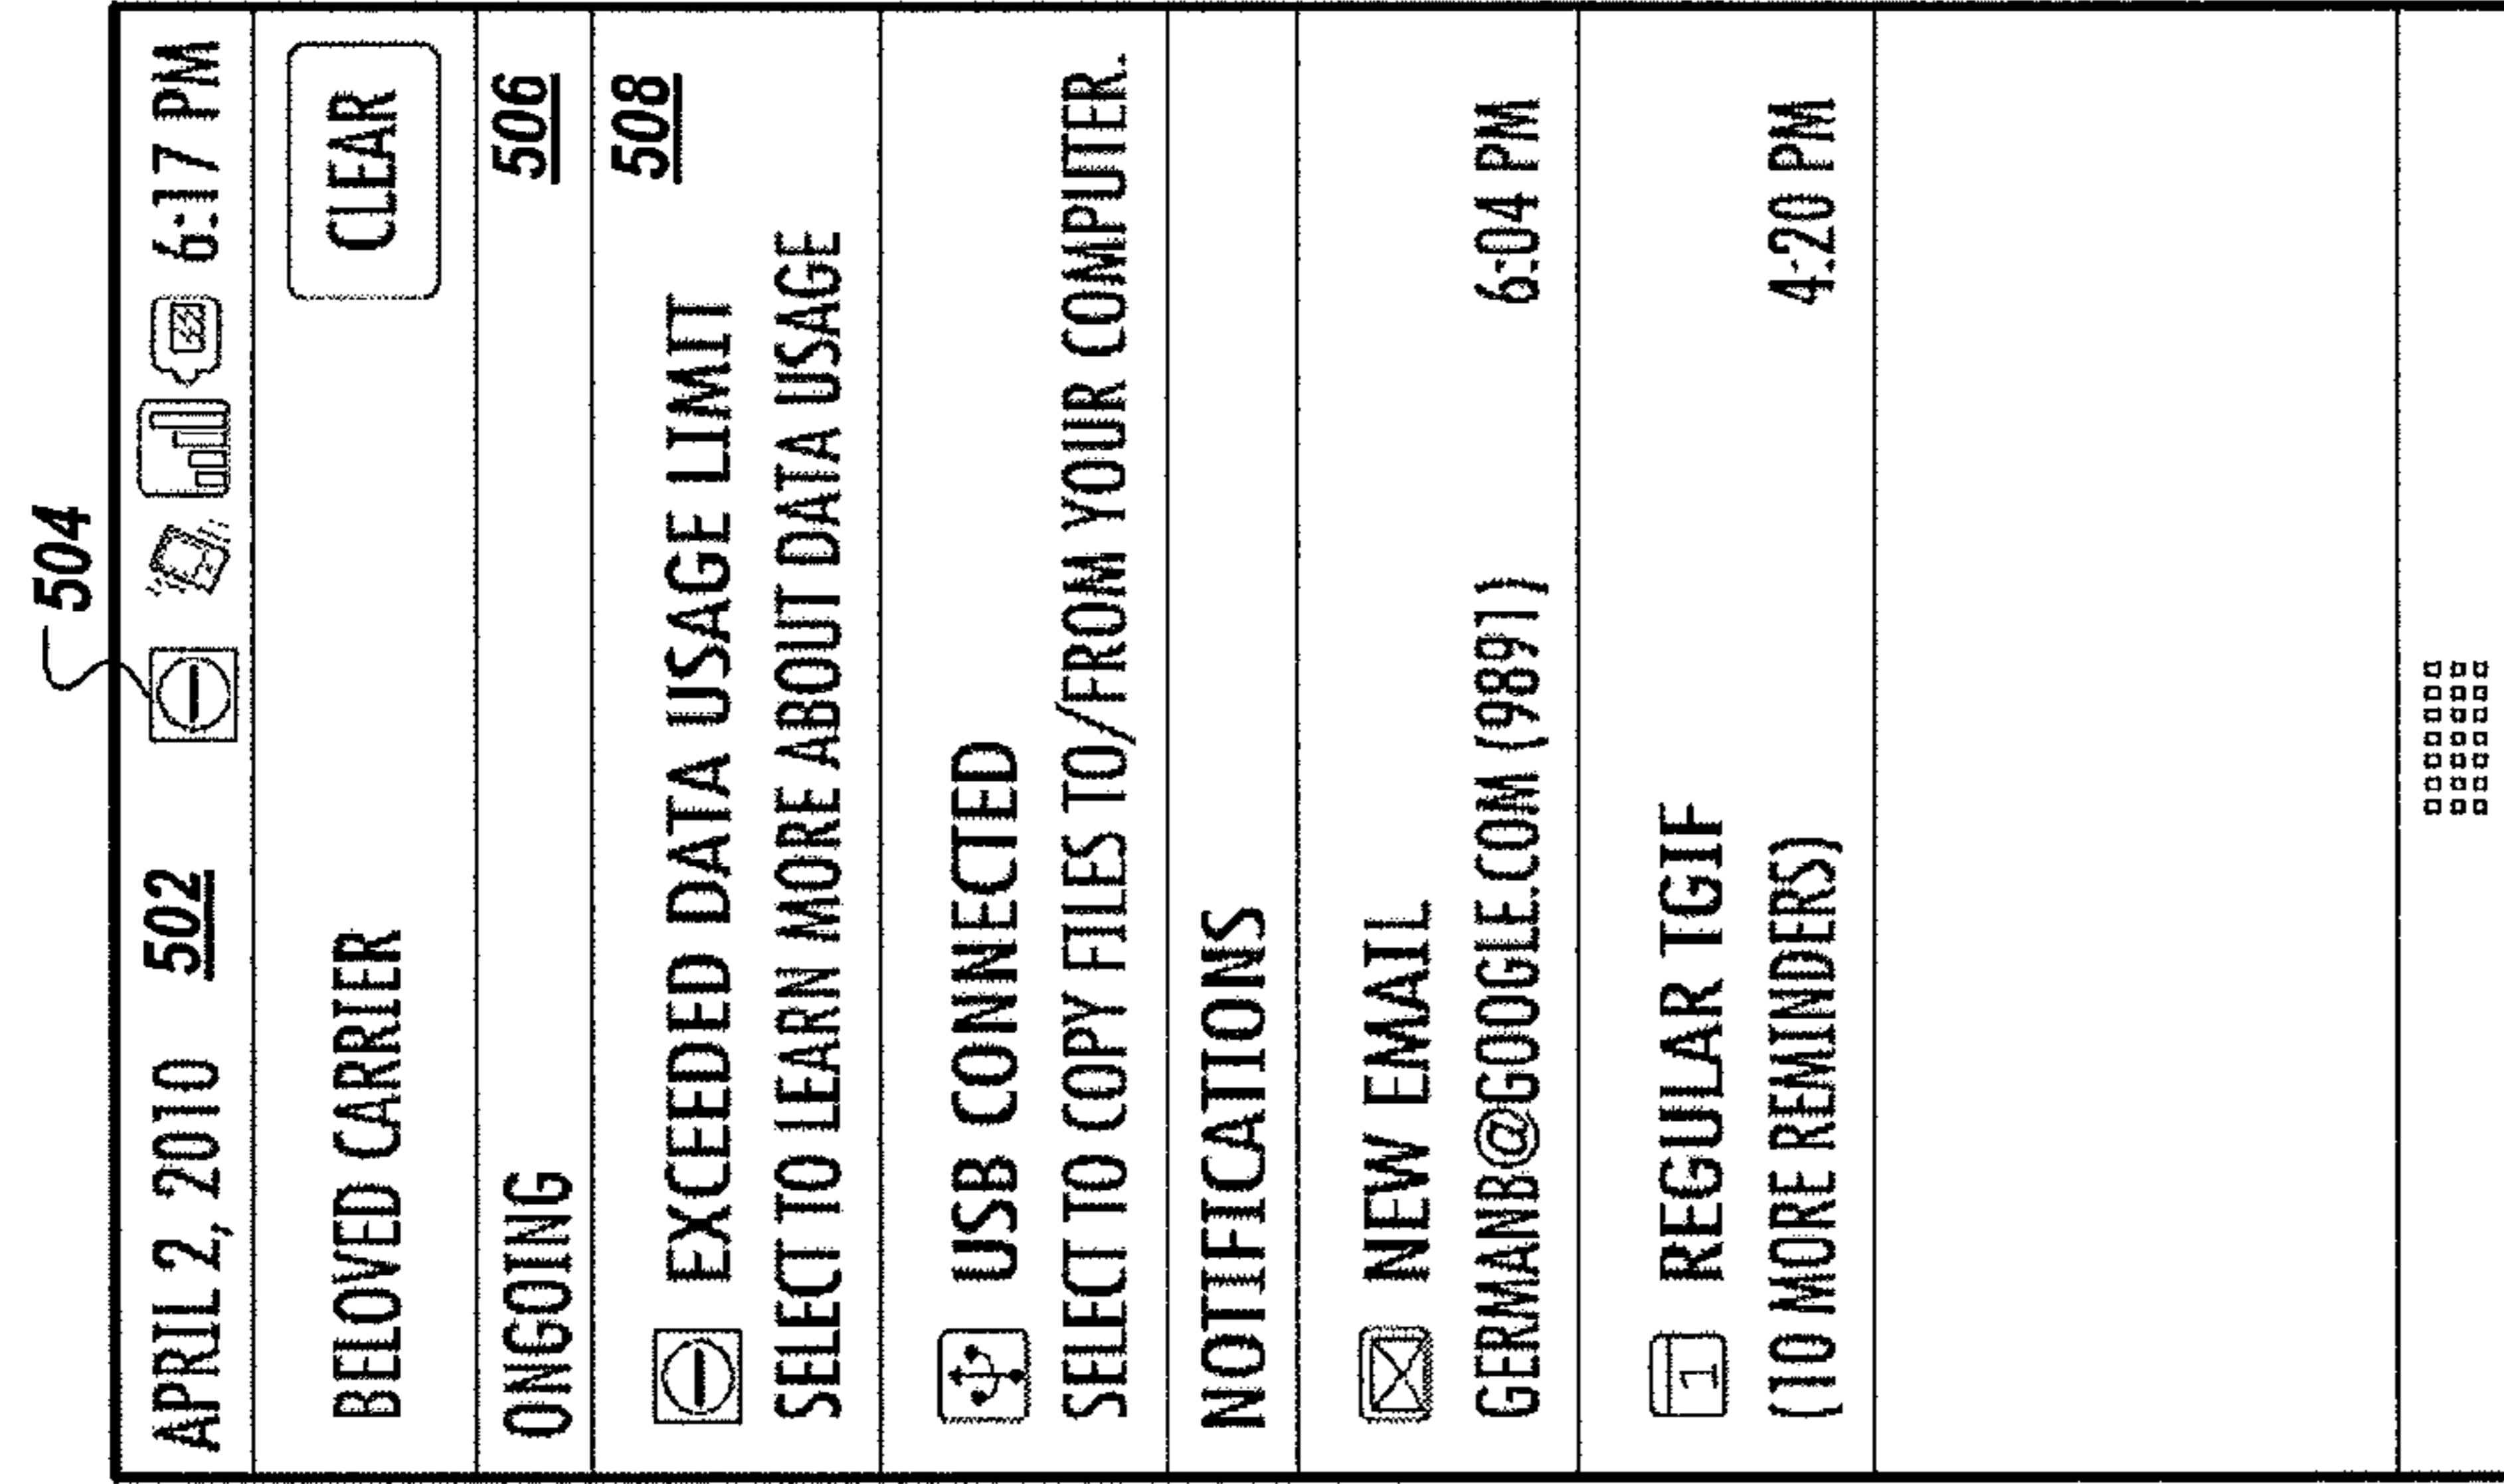 504
APRIL 2, 2010 502 6:17 PM
BELOVED CARRIER CLEAR
ONGOING 506
508
EXCEEDED DATA USAGE LIMIT
SELECT TO LEARN MORE ABOUT DATA USAGE
USB CONNECTED
SELECT TO COPY FILES TO/FROM YOUR COMPUTER.
NOTIFICATIONS
NEW EMAIL
GERMANB@GOOGLE.COM (9891) 6:04 PM
1 REGULAR TGIF
(10 MORE REMINDERS) 4:20 PM